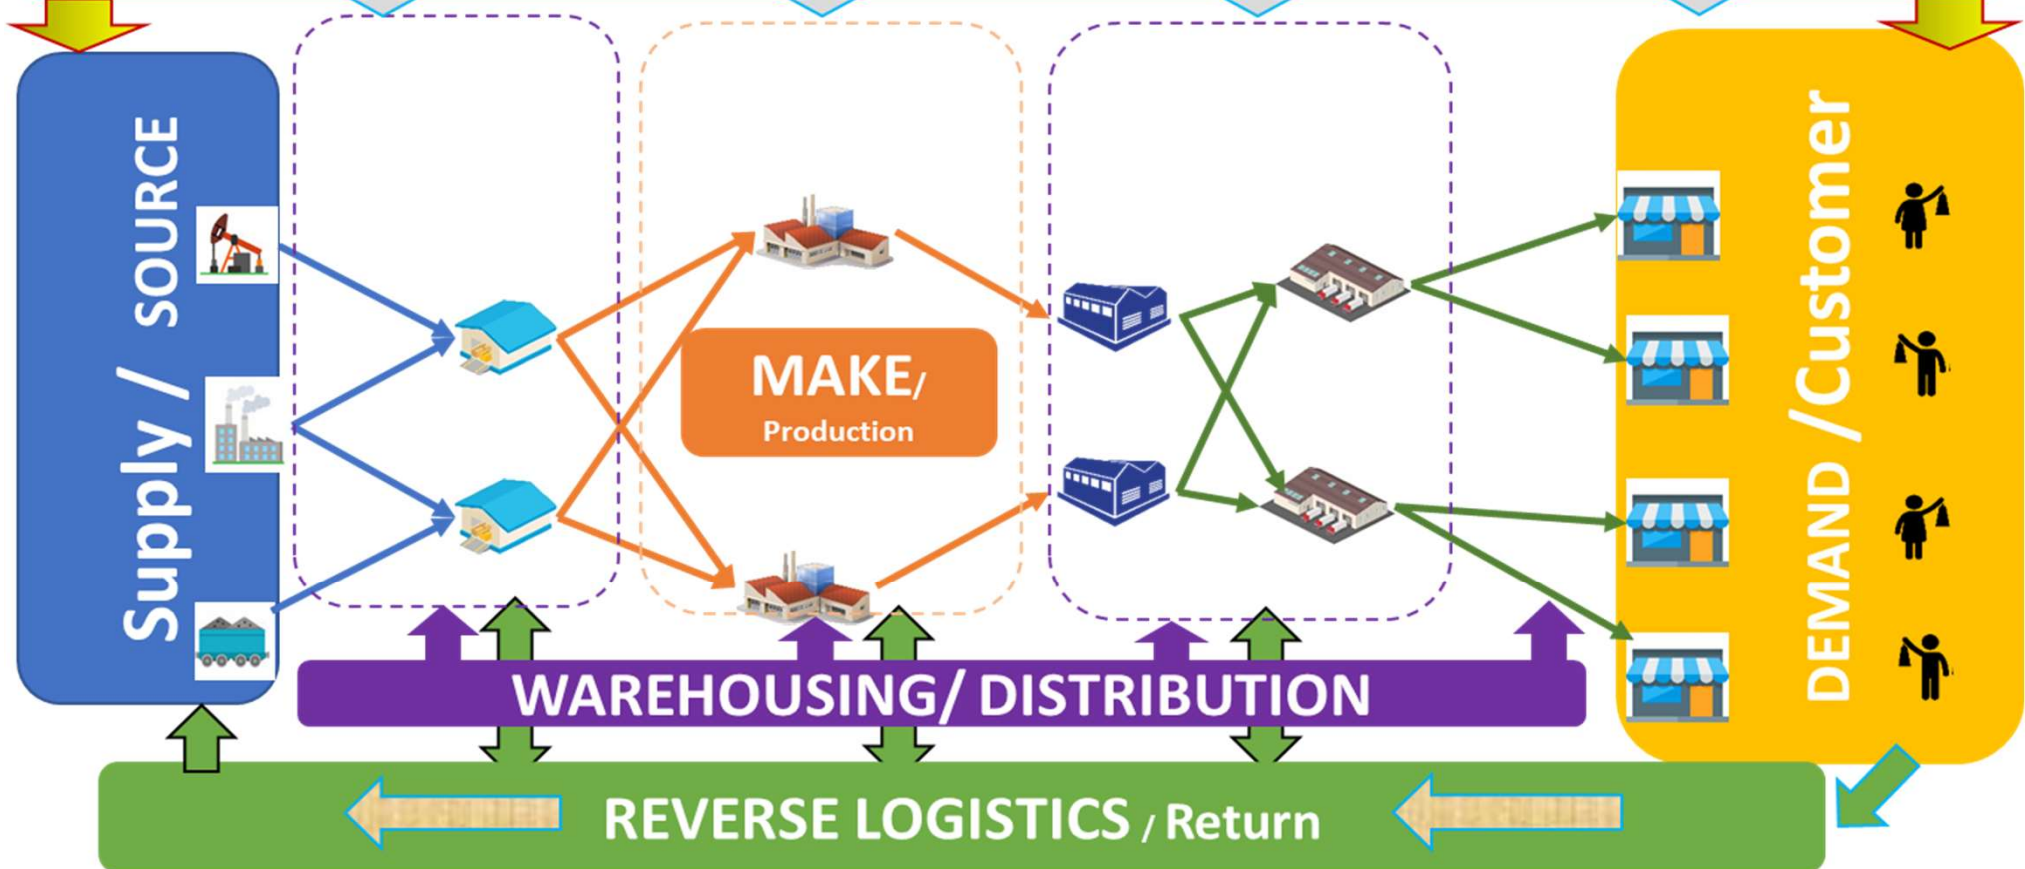 Supply / SOURCE
MAKE/
Production
DEMAND /Customer
WAREHOUSING/ DISTRIBUTION
REVERSE LOGISTICS / Return